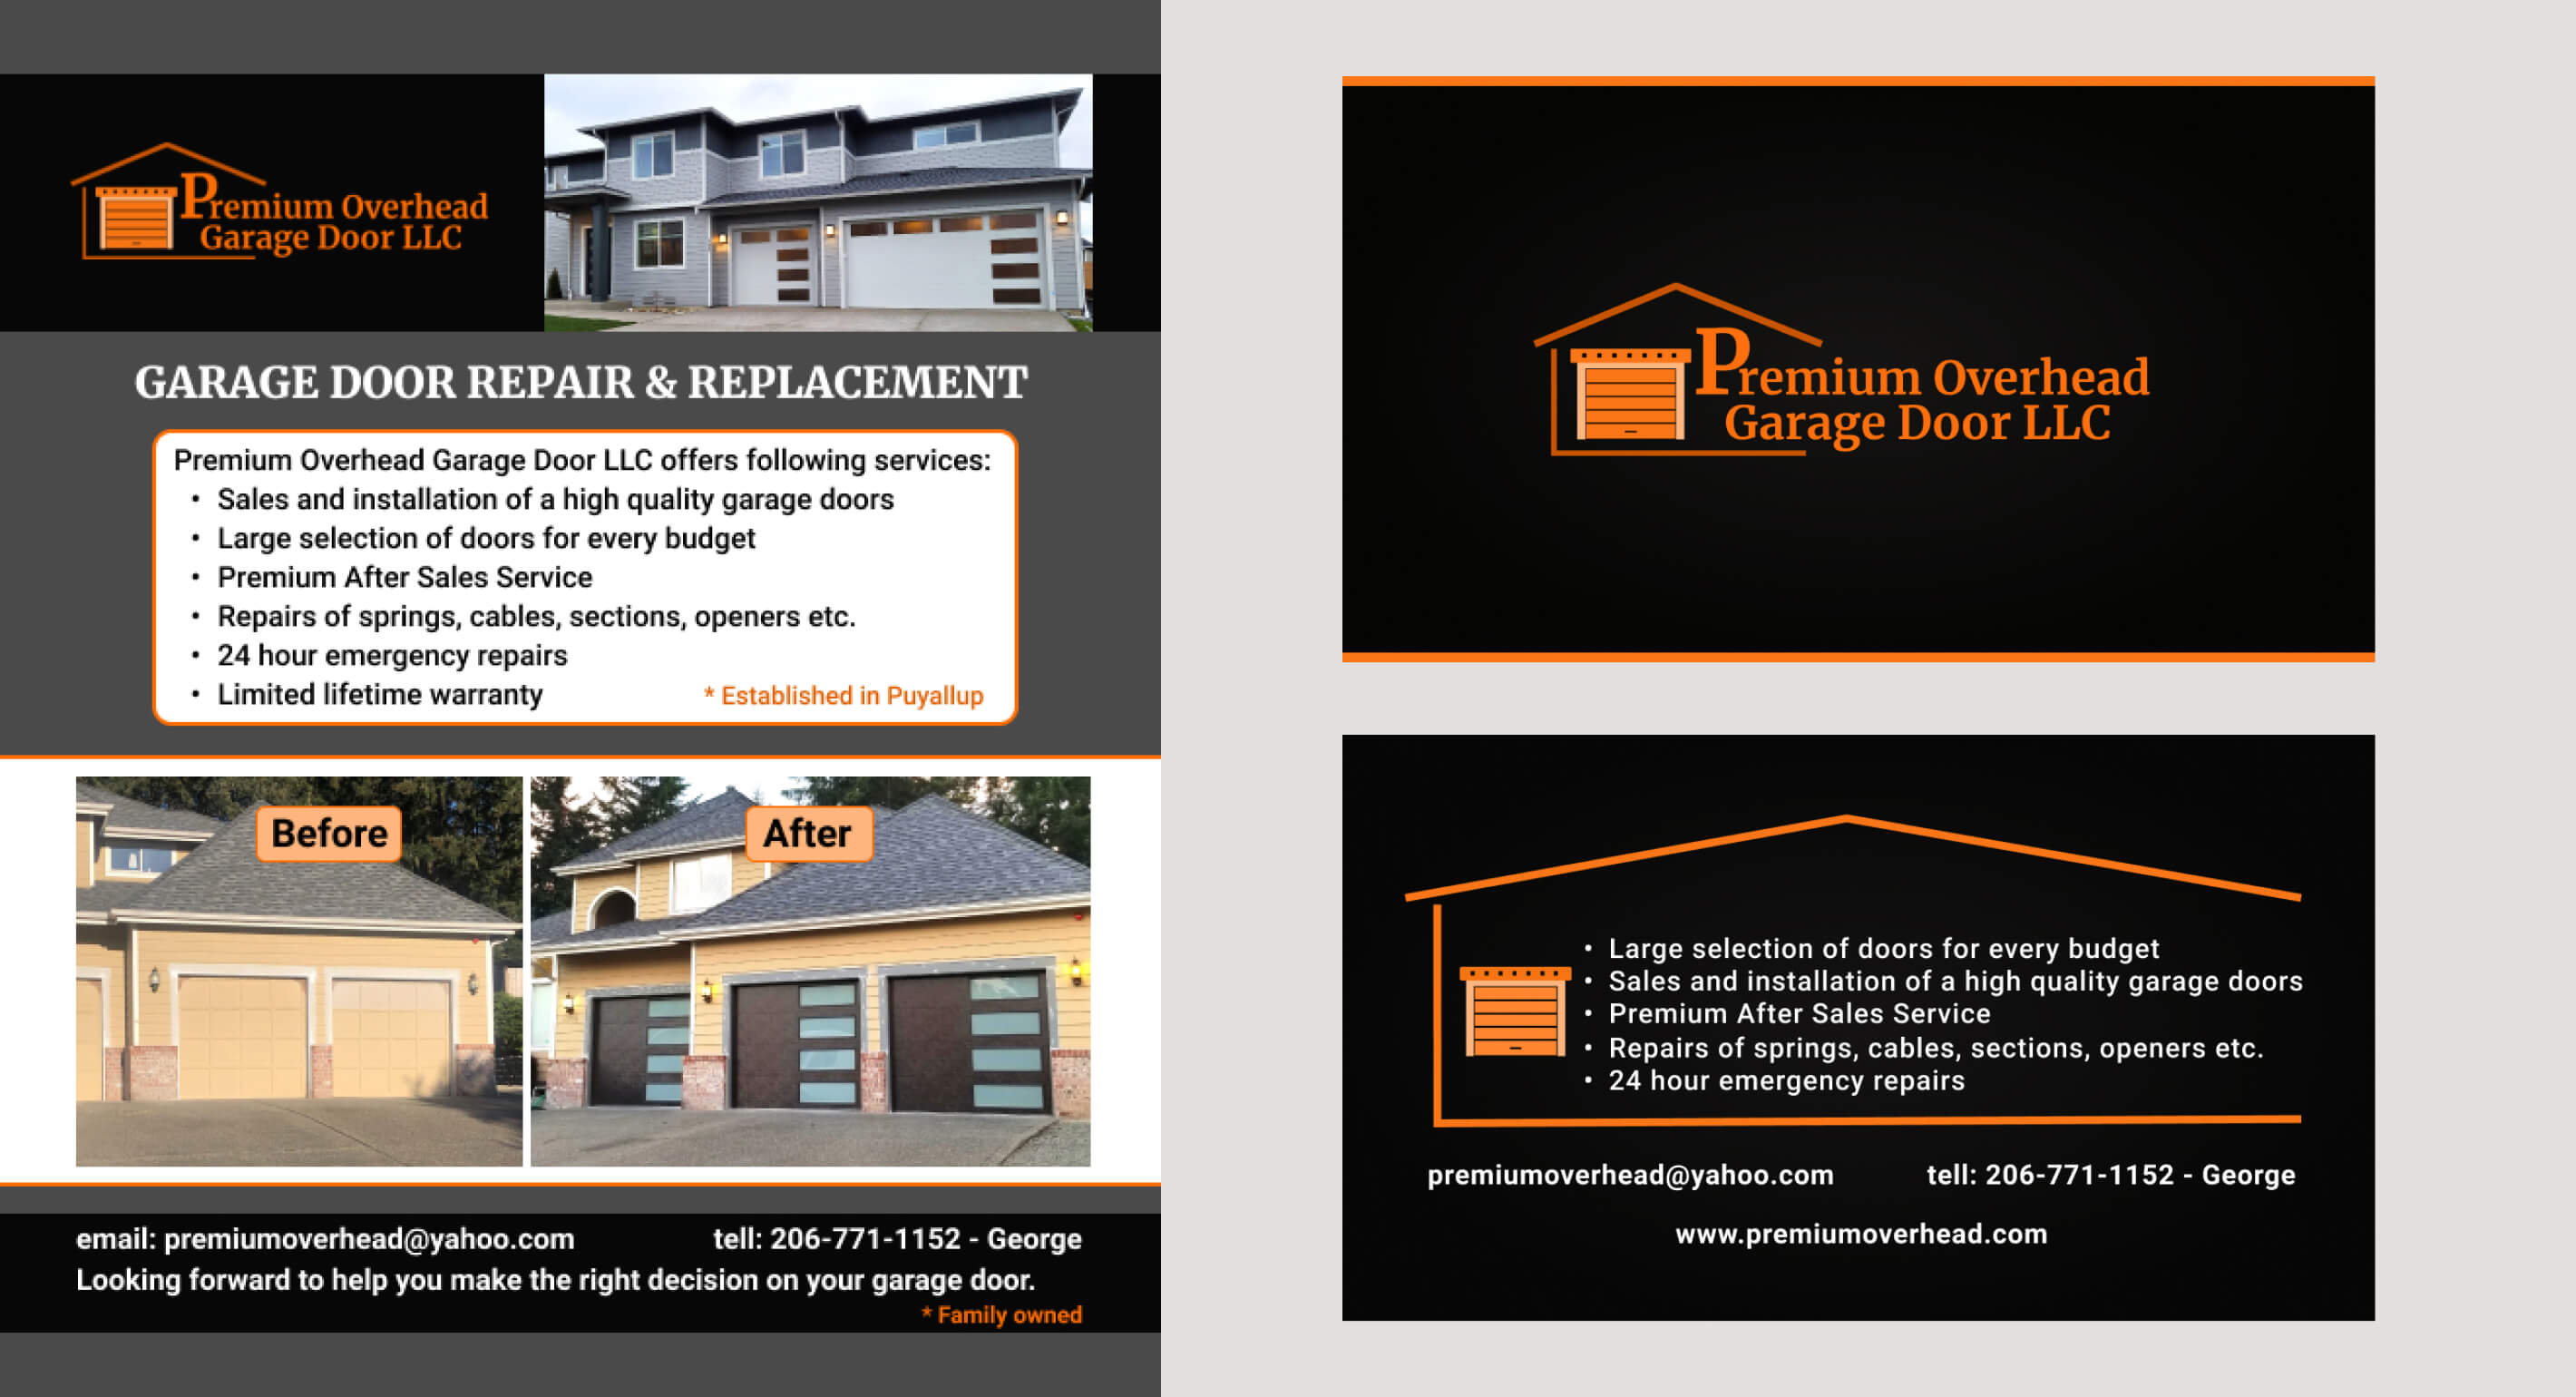 Premium Overhead
Garage Door LLC
GARAGE DOOR REPAIR & REPLACEMENT
Premium Overhead Garage Door LLC offers following services:
• Sales and installation of a high quality garage doors
• Large selection of doors for every budget
• Premium After Sales Service
• Repairs of springs, cables, sections, openers etc.
• 24 hour emergency repairs
• Limited lifetime warranty
* Established in Puyallup
Before
After
email: premiumoverhead@yahoo.com
tell: 206-771-1152 - George
Looking forward to help you make the right decision on your garage door.
* Family owned
Premium Overhead
Garage Door LLC
• Large selection of doors for every budget
• Sales and installation of a high quality garage doors
• Premium After Sales Service
• Repairs of springs, cables, sections, openers etc.
• 24 hour emergency repairs
premiumoverhead@yahoo.com
tell: 206-771-1152 - George
www.premiumoverhead.com